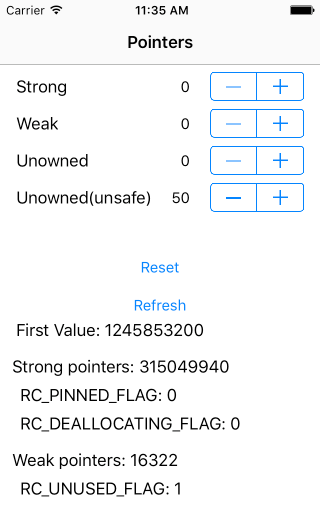 Carrier 11:35 AM
Pointers
Strong 0
Weak 0
Unowned 0
Unowned(unsafe) 50
Reset
Refresh
First Value: 1245853200
Strong pointers: 315049940
RC_PINNED_FLAG: 0
RC_DEALLOCATING_FLAG: 0
Weak pointers: 16322
RC_UNUSED_FLAG: 1